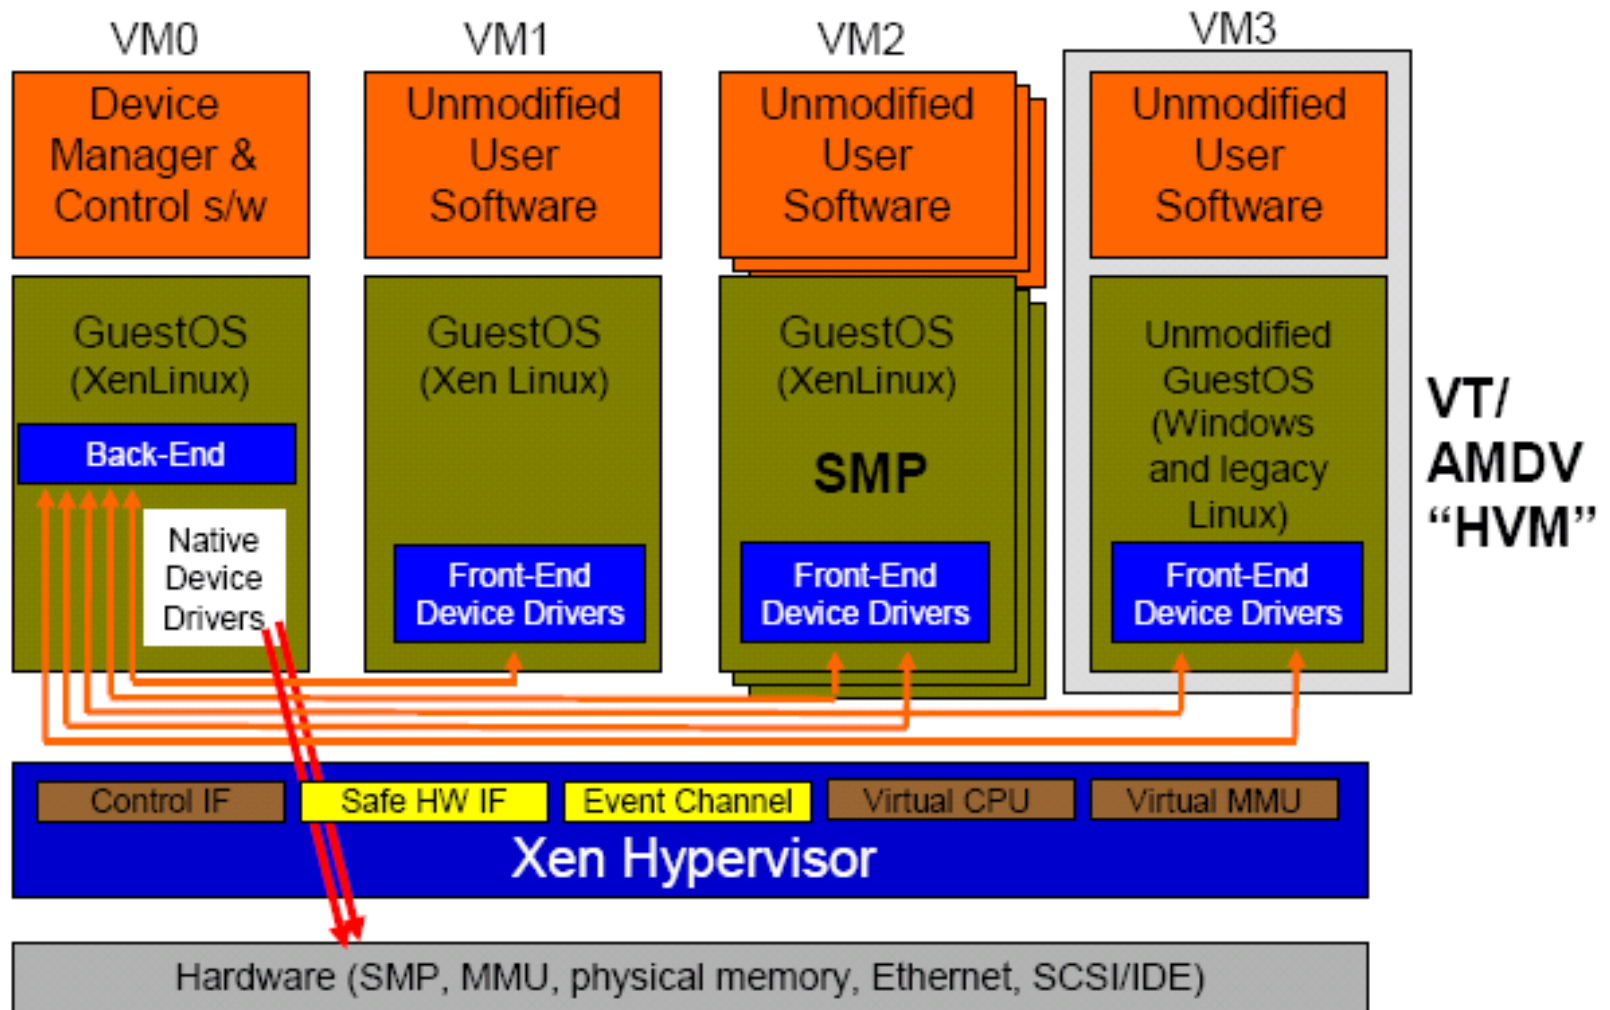 VM0
VM1
VM2
VM3
Device
Manager &
Control s/w
Unmodified
User
Software
Unmodified
User
Software
Unmodified
User
Software
GuestOS
(XenLinux)
Back-End
Native
Device
Drivers
GuestOS
(Xen Linux)
Front-End
Device Drivers
GuestOS
(XenLinux)
SMP
Front-End
Device Drivers
Unmodified
GuestOS
(Windows
and legacy
Linux)
Front-End
Device Drivers
VT/
AMDV
“HVM”
Control IF
Safe HW IF
Event Channel
Virtual CPU
Virtual MMU
Xen Hypervisor
Hardware (SMP, MMU, physical memory, Ethernet, SCSI/IDE)